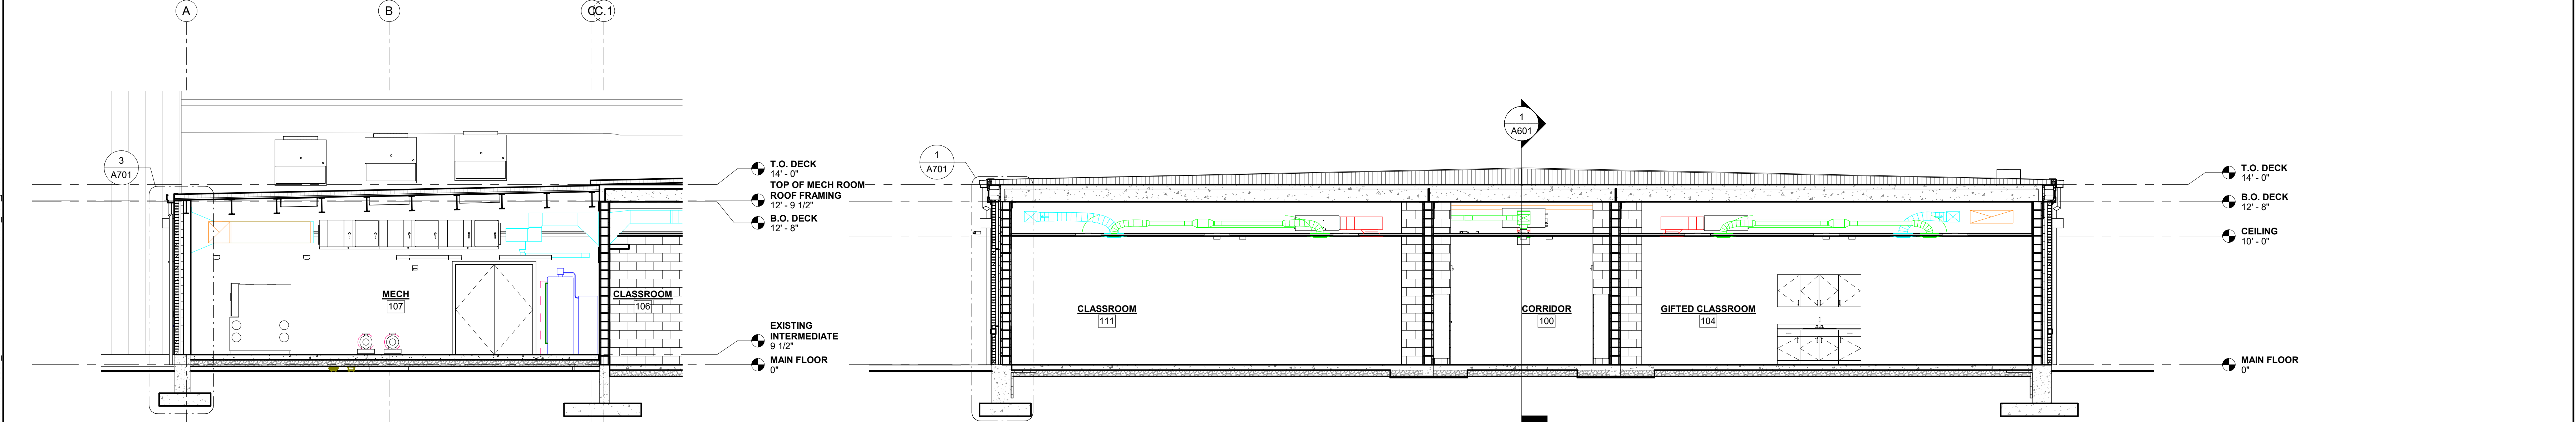 A
B
C
C.1
3
A701
T.O. DECK
14' - 0"
TOP OF MECH ROOM
ROOF FRAMING
12' - 9 1/2"
B.O. DECK
12' - 8"
MECH
107
CLASSROOM
106
EXISTING
INTERMEDIATE
9 1/2"
MAIN FLOOR
0"
1
A701
1
A601
CLASSROOM
111
CORRIDOR
100
GIFTED CLASSROOM
104
T.O. DECK
14' - 0"
B.O. DECK
12' - 8"
CEILING
10' - 0"
MAIN FLOOR
0"